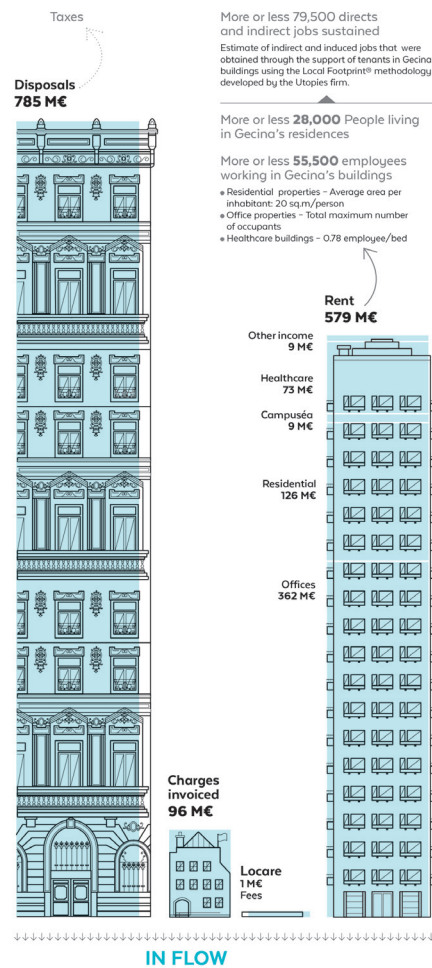 Taxes
More or less 79,500 directs
and indirect jobs sustained
Estimate of indirect and induced jobs that were
obtained through the support of tenants in Gecina
buildings using the Local Footprint® methodology
developed by the Utopies firm.
Disposals
785 M€
More or less 28,000 People living
in Gecina's residences
More or less 55,500 employees
working in Gecina's buildings
• Residential properties – Average area per
inhabitant: 20 sq.m/person
• Office properties – Total maximum number
of occupants
• Healthcare buildings – 0.78 employee/bed
Rent
579 M€
Other income
9 M€
Healthcare
73 M€
Campuséa
9 M€
Residential
126 M€
Offices
362 M€
Charges
invoiced
96 M€
Locare
1 M€
Fees
IN FLOW